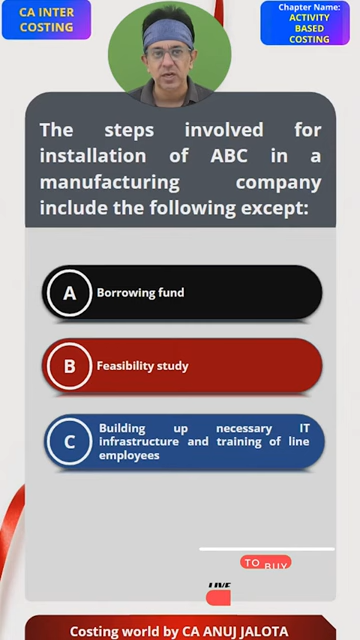 CA INTER
COSTING
Chapter Name:
ACTIVITY
BASED
COSTING
The steps involved for
installation of ABC in a
manufacturing company
include the following except:
A Borrowing fund
B Feasibility study
C Building up necessary IT
infrastructure and training of line
employees
TO BUY
LIVE
Costing world by CA ANUJ JALOTA